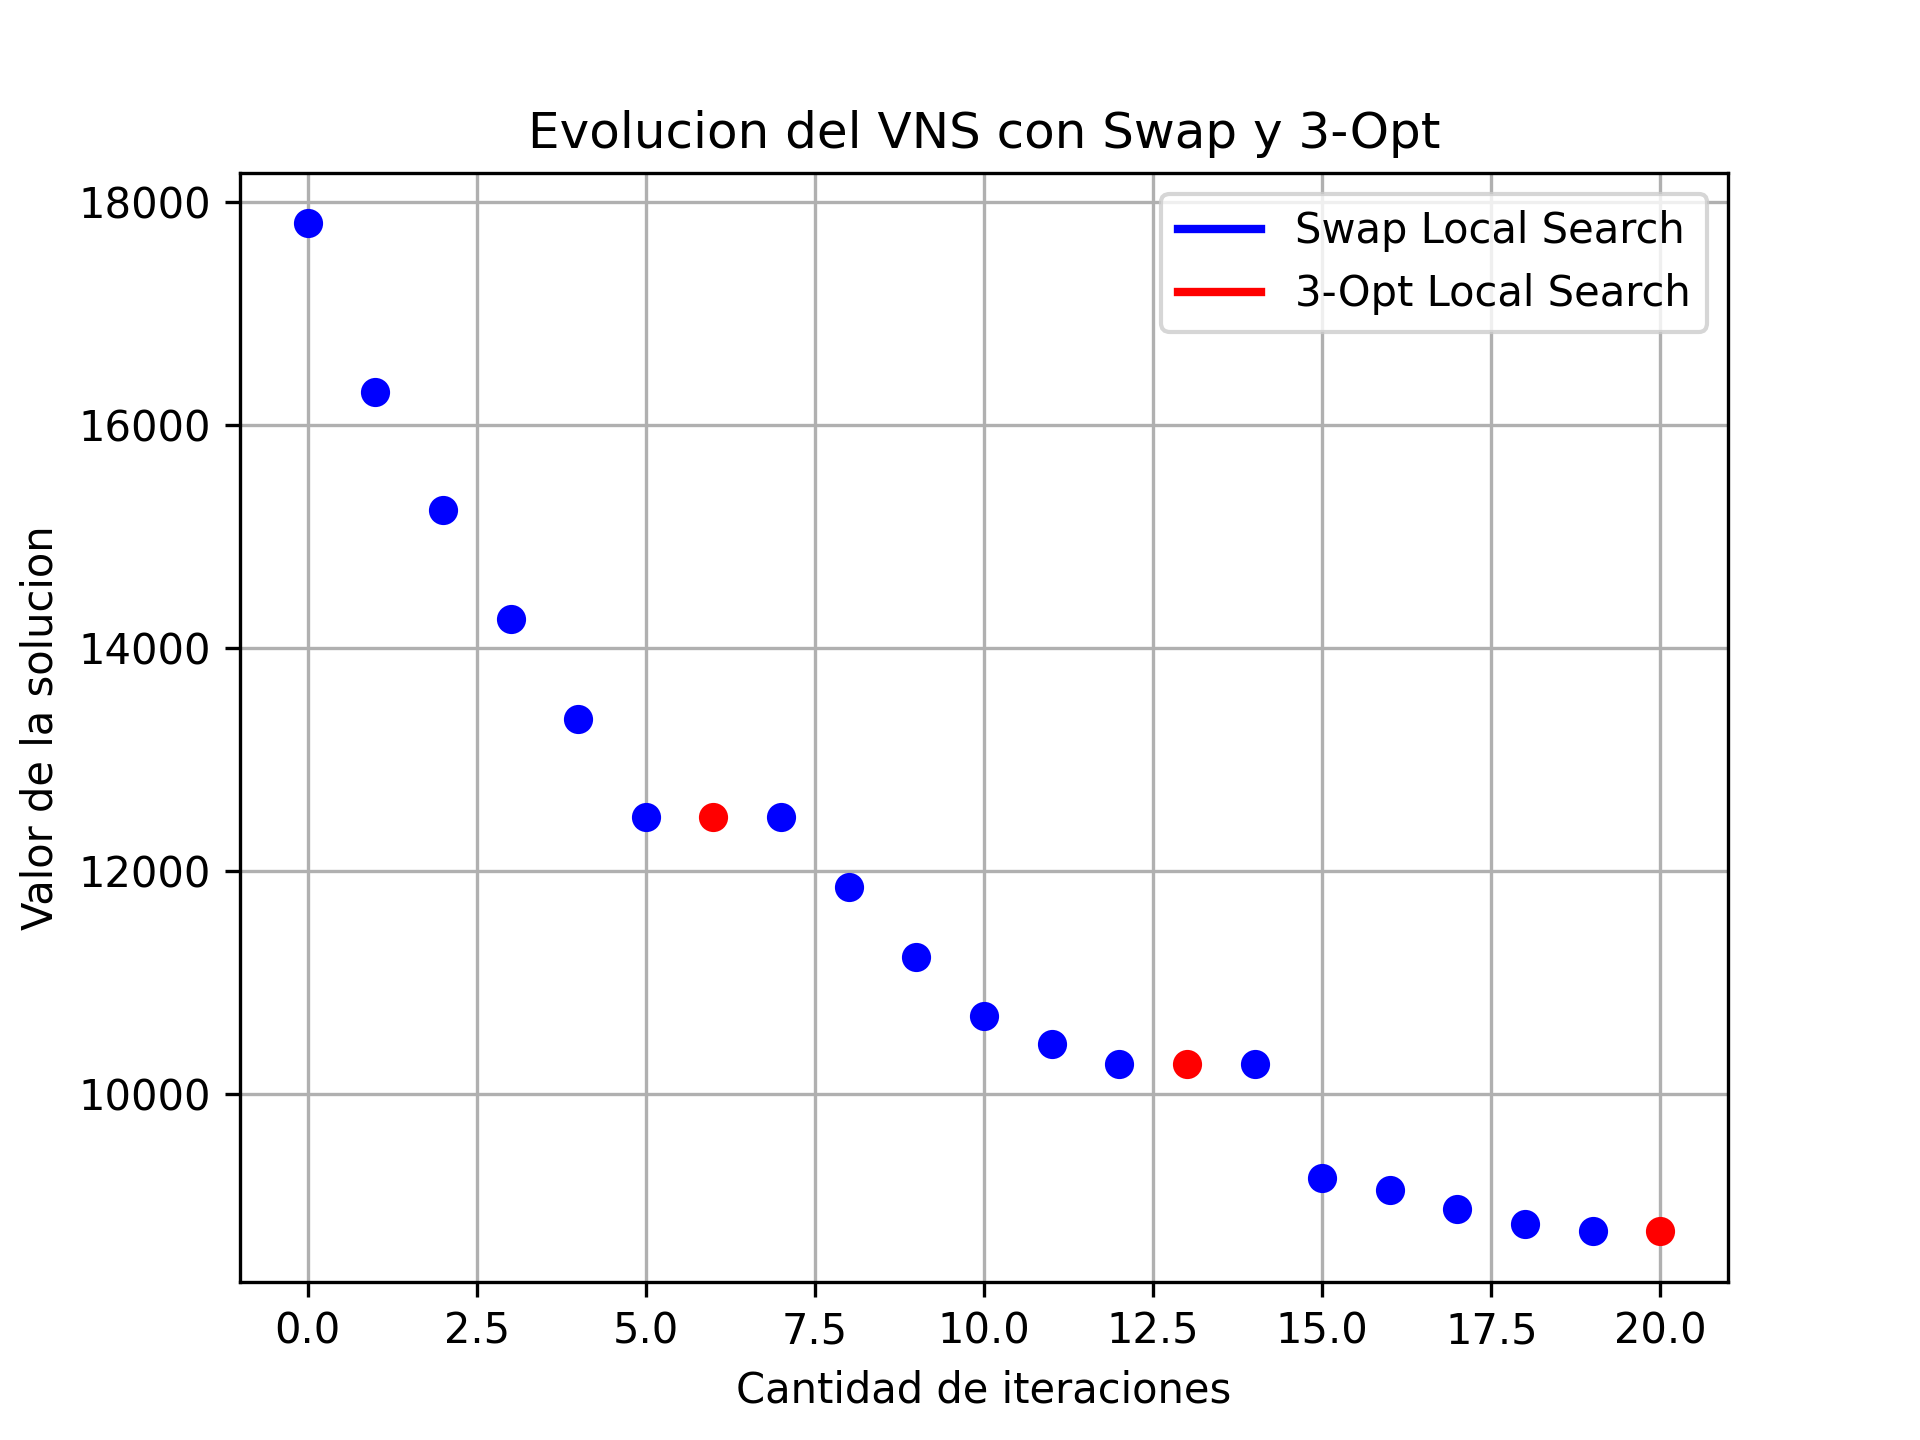 Evolucion del VNS con Swap y 3-Opt
Swap Local Search
3-Opt Local Search
Valor de la solucion
18000
16000
14000
12000
10000
0.0 2.5 5.0 7.5 10.0 12.5 15.0 17.5 20.0
Cantidad de iteraciones